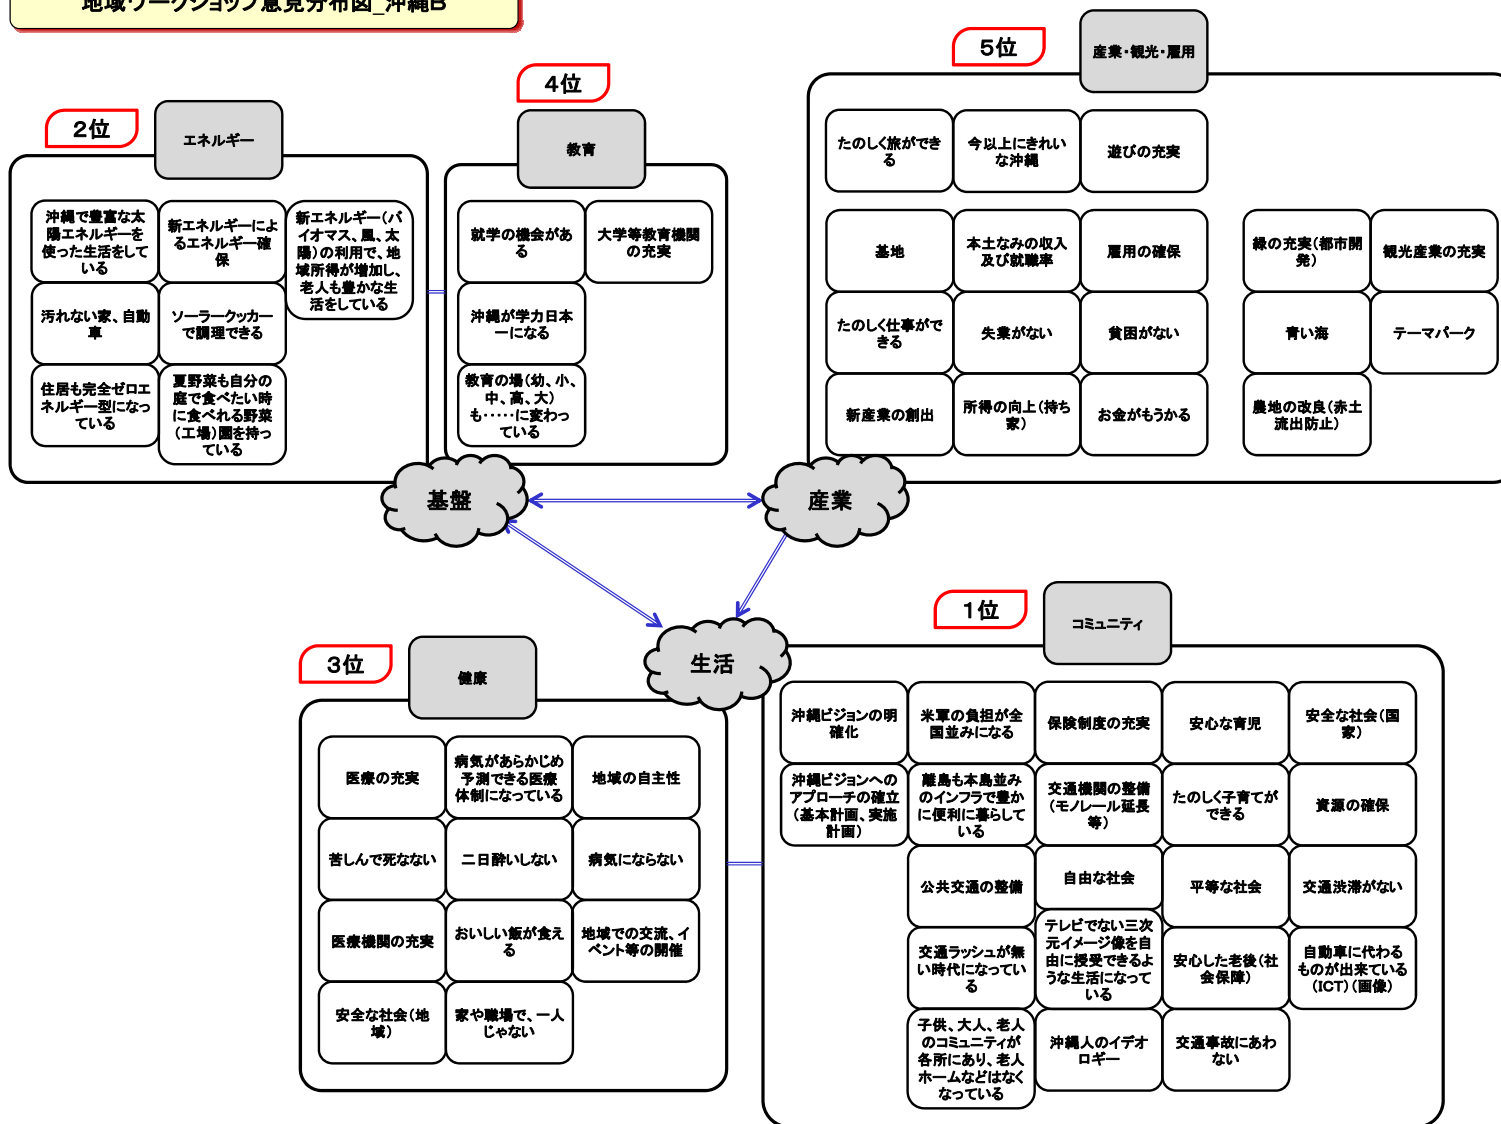 地域ワークショップ意見分布図_沖縄B
2位
エネルギー
沖縄で豊富な太
陽エネルギーを
使った生活をして
いる
新エネルギーによ
るエネルギー確
保
新エネルギー(バ
イオマス、風、太
陽)の利用で、地
域所得が増加し、
老人も豊かな生
活をしている
汚れない家、自動
車
ソーラークッカー
で調理できる
住居も完全ゼロエ
ネルギー型になっ
ている
夏野菜も自分の
庭で食べたい時
に食べれる野菜
(工場)園を持っ
ている
4位
教育
就学の機会があ
る
大学等教育機関
の充実
沖縄が学力日本
一になる
教育の場(幼、小、
中、高、大)
も‥‥‥に変わっ
ている
5位
産業・観光・雇用
たのしく旅ができ
る
今以上にきれい
な沖縄
遊びの充実
基地
本土なみの収入
及び就職率
雇用の確保
緑の充実(都市開
発)
観光産業の充実
たのしく仕事がで
きる
失業がない
貧困がない
青い海
テーマパーク
新産業の創出
所得の向上(持ち
家)
お金がもうかる
農地の改良(赤土
流出防止)
基盤
産業
生活
3位
健康
医療の充実
病気があらかじめ
予測できる医療
体制になっている
地域の自主性
苦しんで死なない
二日酔いしない
病気にならない
医療機関の充実
おいしい飯が食え
る
地域での交流、イ
ベント等の開催
安全な社会(地
域)
家や職場で、一人
じゃない
1位
コミュニティ
沖縄ビジョンの明
確化
米軍の負担が全
国並みになる
保険制度の充実
安心な育児
安全な社会(国
家)
沖縄ビジョンへの
アプローチの確立
(基本計画、実施
計画)
離島も本島並み
のインフラで豊か
に便利に暮らして
いる
交通機関の整備
(モノレール延長
等)
たのしく子育てが
できる
資源の確保
公共交通の整備
自由な社会
平等な社会
交通渋滞がない
交通ラッシュが無
い時代になってい
る
テレビでない三次
元イメージ像を自
由に授受できるよ
うな生活になって
いる
安心した老後(社
会保障)
自動車に代わる
ものが出来ている
(ICT)(画像)
子供、大人、老人
のコミュニティが
各所にあり、老人
ホームなどはなく
なっている
沖縄人のイデオ
ロギー
交通事故にあわ
ない